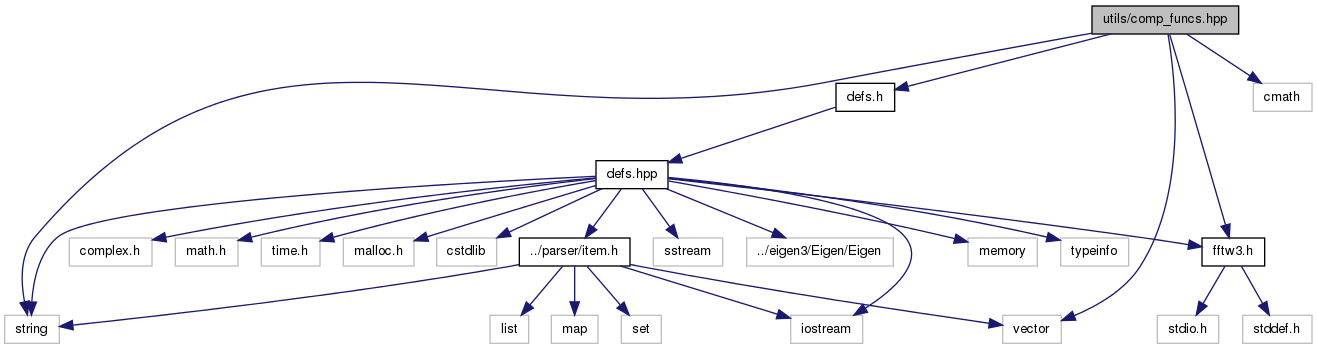 utils/comp_funcs.hpp
defs.h
cmath
defs.hpp
complex.h
math.h
time.h
malloc.h
cstdlib
../parser/item.h
sstream
../eigen3/Eigen/Eigen
memory
typeinfo
fftw3.h
string
list
map
set
iostream
vector
stdio.h
stddef.h